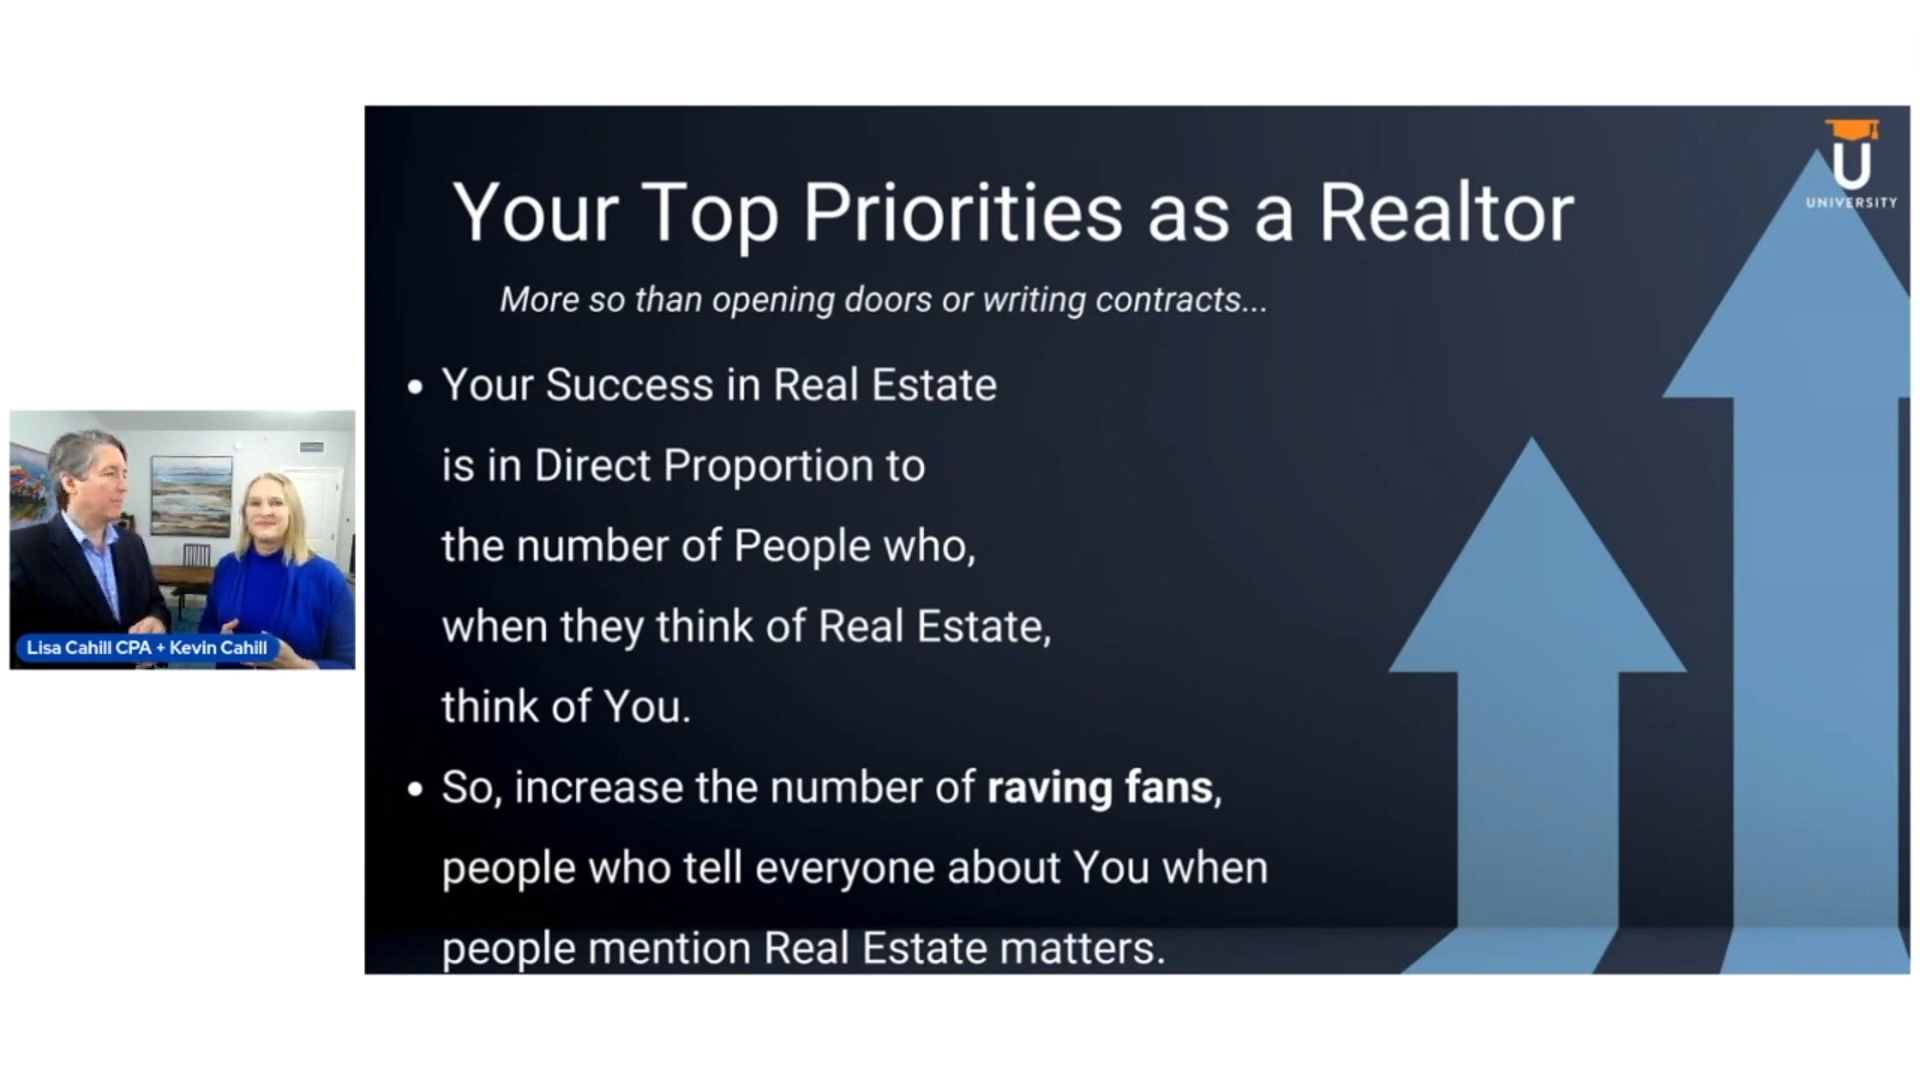 Your Top Priorities as a Realtor
More so than opening doors or writing contracts...
• Your Success in Real Estate
is in Direct Proportion to
the number of People who,
when they think of Real Estate,
think of You.
• So, increase the number of raving fans,
people who tell everyone about You when
people mention Real Estate matters.
U
UNIVERSITY
Lisa Cahill CPA + Kevin Cahill